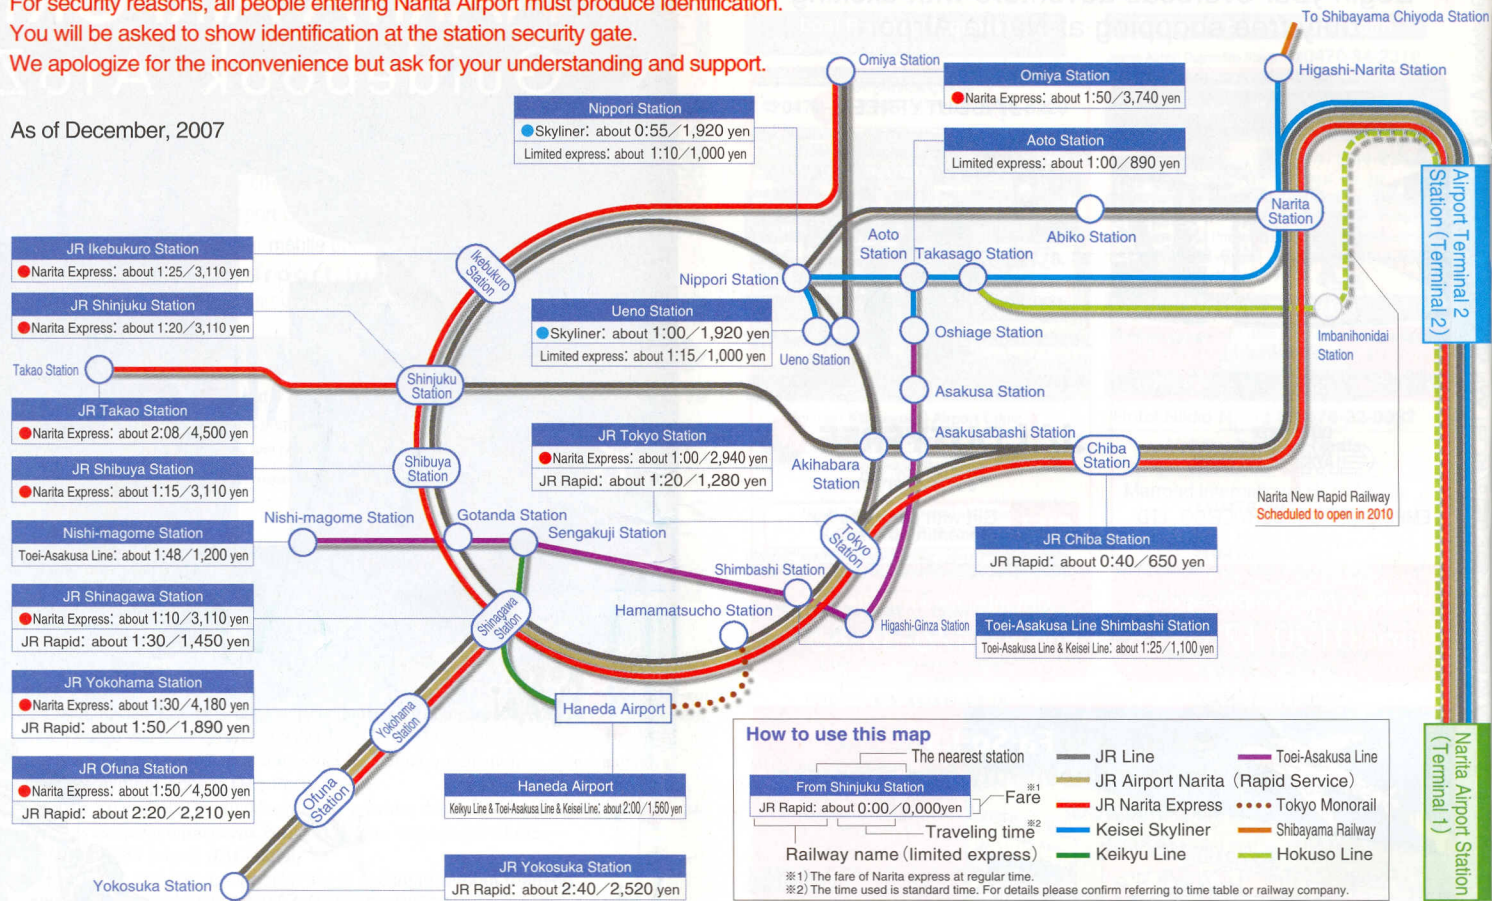 For security reasons, all people entering Narita Airport must produce identification.
You will be asked to show identification at the station security gate.
We apologize for the inconvenience but ask for your understanding and support.
As of December, 2007
To Shibayama Chiyoda Station
Higashi-Narita Station
Omiya Station
Omiya Station
Narita Express: about 1:50/3,740 yen
Nippori Station
Skyliner: about 0:55/1,920 yen
Limited express: about 1:10/1,000 yen
Aoto Station
Limited express: about 1:00/890 yen
Airport Terminal 2
Station (Terminal 2)
Narita
Station
Abiko Station
Aoto
Station
Takasago Station
Nippori Station
JR Ikebukuro Station
Narita Express: about 1:25/3,110 yen
Ikebukuro
Station
JR Shinjuku Station
Narita Express: about 1:20/3,110 yen
Ueno Station
Skyliner: about 1:00/1,920 yen
Limited express: about 1:15/1,000 yen
Ueno Station
Oshiage Station
Imbanihonidai
Station
Takao Station
Shinjuku
Station
JR Takao Station
Narita Express: about 2:08/4,500 yen
Asakusa Station
JR Tokyo Station
Narita Express: about 1:00/2,940 yen
JR Rapid: about 1:20/1,280 yen
Asakusabashi Station
Akihabara
Station
Chiba
Station
JR Shibuya Station
Narita Express: about 1:15/3,110 yen
Shibuya
Station
Narita New Rapid Railway
Scheduled to open in 2010
Nishi-magome Station
Toei-Asakusa Line: about 1:48/1,200 yen
Nishi-magome Station
Gotanda Station
Sengakuji Station
Tokyo
Station
JR Chiba Station
JR Rapid: about 0:40/650 yen
Shimbashi Station
Hamamatsucho Station
Higashi-Ginza Station
Toei-Asakusa Line Shimbashi Station
Toei-Asakusa Line & Keisei Line: about 1:25/1,100 yen
JR Shinagawa Station
Narita Express: about 1:10/3,110 yen
JR Rapid: about 1:30/1,450 yen
Shinagawa
Station
JR Yokohama Station
Narita Express: about 1:30/4,180 yen
JR Rapid: about 1:50/1,890 yen
Yokohama
Station
Haneda Airport
JR Ofuna Station
Narita Express: about 1:50/4,500 yen
JR Rapid: about 2:20/2,210 yen
Ofuna
Station
Haneda Airport
Keikyu Line & Toei-Asakusa Line & Keisei Line: about 2:00/1,560 yen
Yokosuka Station
JR Yokosuka Station
JR Rapid: about 2:40/2,520 yen
How to use this map
The nearest station
From Shinjuku Station
JR Rapid: about 0:00/0,000yen
Fare ※1
Traveling time ※2
Railway name (limited express)
JR Line
JR Airport Narita (Rapid Service)
JR Narita Express
Keisei Skyliner
Keikyu Line
Toei-Asakusa Line
Tokyo Monorail
Shibayama Railway
Hokuso Line
※1) The fare of Narita express at regular time.
※2) The time used is standard time. For details please confirm referring to time table or railway company.
Narita Airport Station
(Terminal 1)